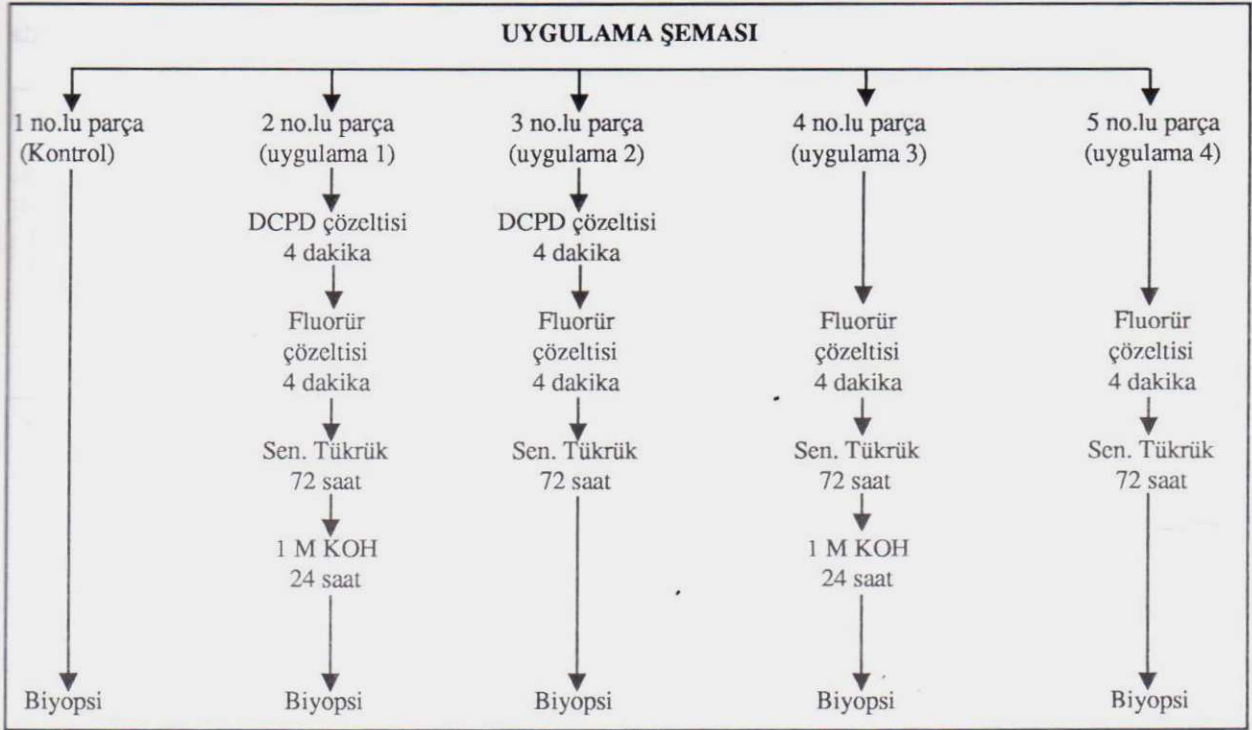 UYGULAMA ŞEMASI
1 no.lu parça
(Kontrol)
2 no.lu parça
(uygulama 1)
3 no.lu parça
(uygulama 2)
4 no.lu parça
(uygulama 3)
5 no.lu parça
(uygulama 4)
DCPD çözeltisi
4 dakika
DCPD çözeltisi
4 dakika
Fluorür
çözeltisi
4 dakika
Fluorür
çözeltisi
4 dakika
Fluorür
çözeltisi
4 dakika
Fluorür
çözeltisi
4 dakika
Sen. Tükrük
72 saat
Sen. Tükrük
72 saat
Sen. Tükrük
72 saat
Sen. Tükrük
72 saat
1 M KOH
24 saat
1 M KOH
24 saat
Biyopsi
Biyopsi
Biyopsi
Biyopsi
Biyopsi